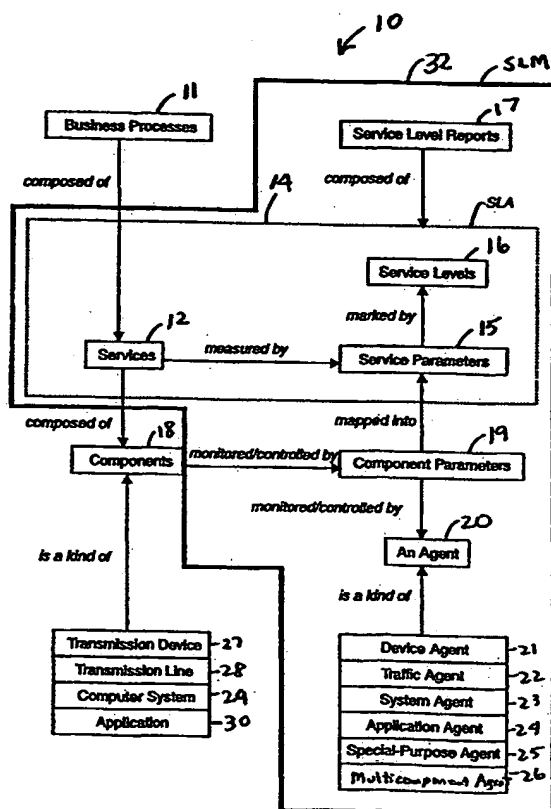 10
32 SLM
11
17
Business Processes
Service Level Reports
composed of
14
composed of
SLA
16
Service Levels
12
marked by
15
Services
measured by
Service Parameters
composed of
18
mapped into
19
Components
monitored/controlled by
Component Parameters
monitored/controlled by
20
An Agent
is a kind of
is a kind of
Transmission Device 27
Transmission Line 28
Computer System 29
Application 30
Device Agent 21
Traffic Agent 22
System Agent 23
Application Agent 24
Special-Purpose Agent 25
Multicomponent Agent 26